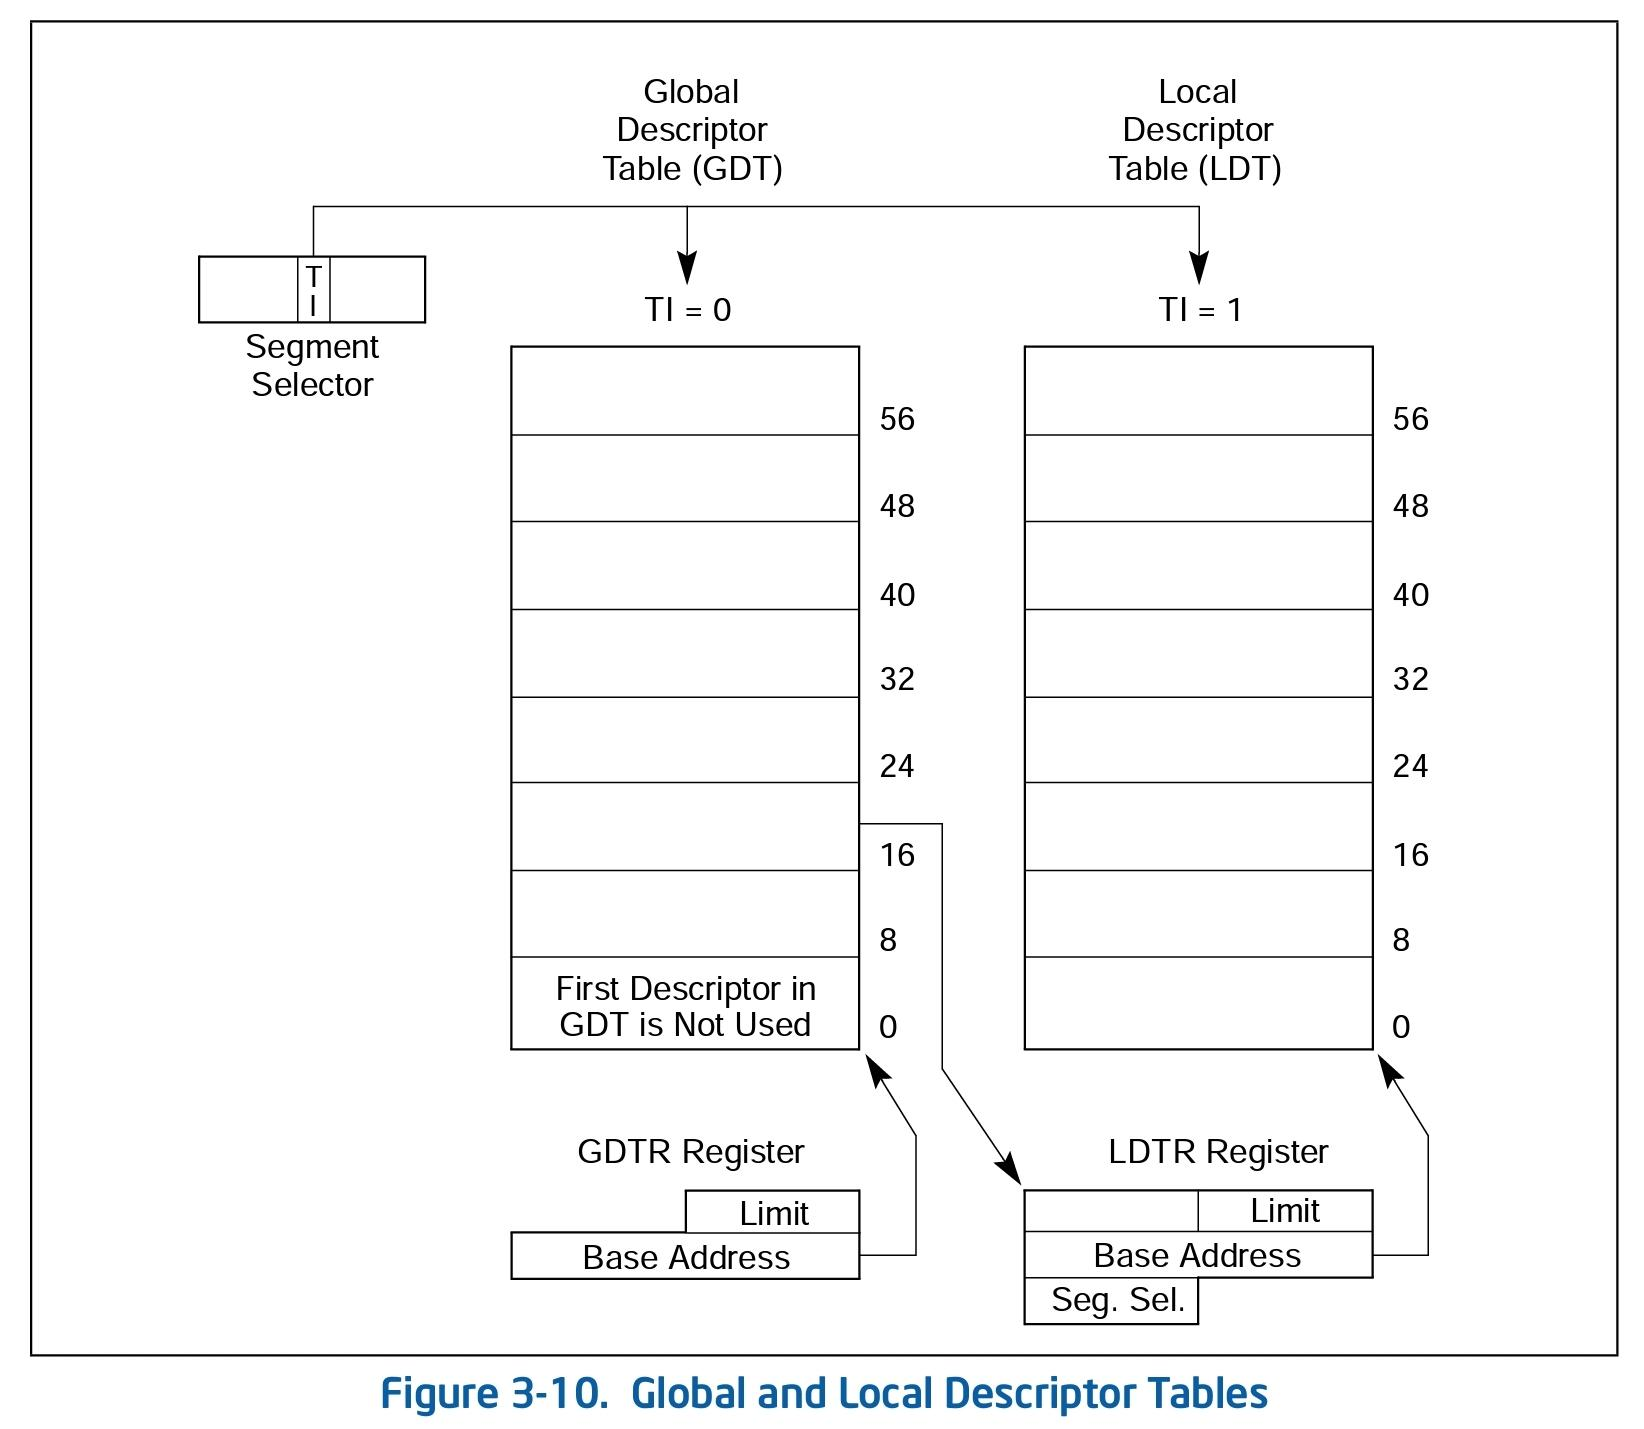 Global
Descriptor
Table (GDT)
Local
Descriptor
Table (LDT)
T
I
Segment
Selector
TI = 0
TI = 1
56
48
40
32
24
16
8
First Descriptor in
GDT is Not Used
0
56
48
40
32
24
16
8
0
GDTR Register
Limit
Base Address
LDTR Register
Limit
Base Address
Seg. Sel.
Figure 3-10. Global and Local Descriptor Tables